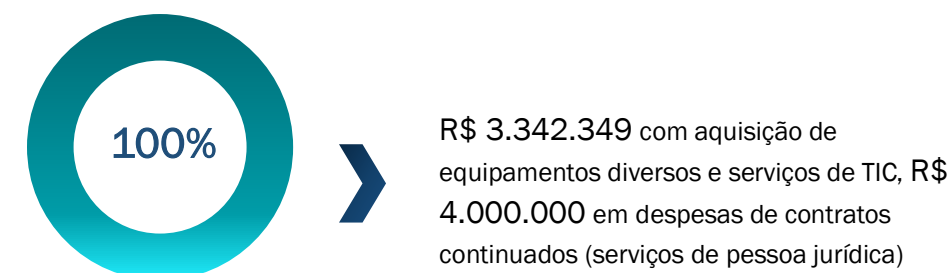 100%
R$ 3.342.349 com aquisição de
equipamentos diversos e serviços de TIC, R$
4.000.000 em despesas de contratos
continuados (serviços de pessoa jurídica)